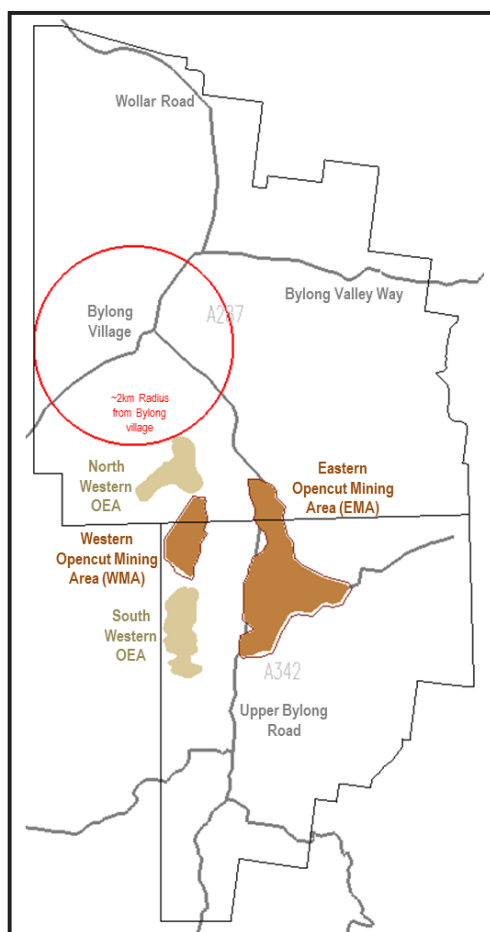 Wollar Road
Bylong Valley Way
Bylong
Village
A287
~2km Radius
from Bylong
village
North
Western
OEA
Eastern
Opencut Mining
Area (EMA)
Western
Opencut Mining
Area (WMA)
South
Western
OEA
A342
Upper Bylong
Road